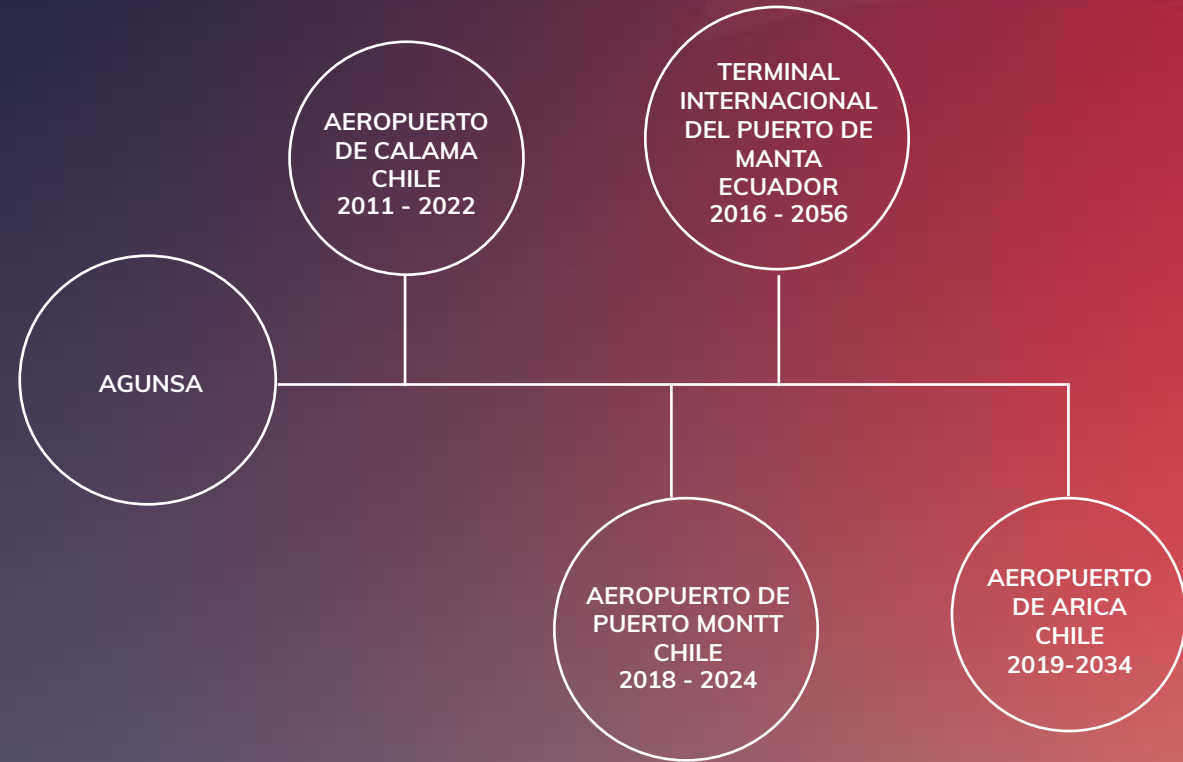 AGUNSA
AEROPUERTO
DE CALAMA
CHILE
2011 - 2022
TERMINAL
INTERNACIONAL
DEL PUERTO DE
MANTA
ECUADOR
2016 - 2056
AEROPUERTO DE
PUERTO MONTT
CHILE
2018 - 2024
AEROPUERTO
DE ARICA
CHILE
2019-2034